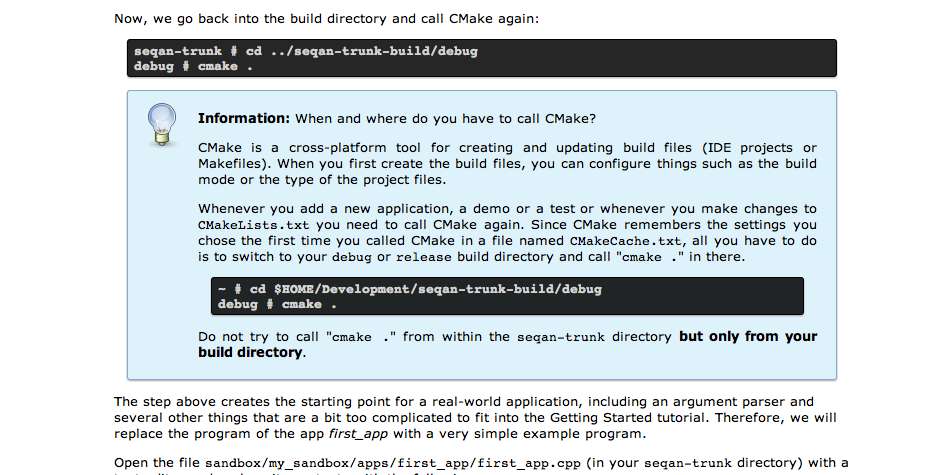 Now, we go back into the build directory and call CMake again:
seqan-trunk # cd ../seqan-trunk-build/debug
debug # cmake .
Information: When and where do you have to call CMake?
CMake is a cross-platform tool for creating and updating build files (IDE projects or
Makefiles). When you first create the build files, you can configure things such as the build
mode or the type of the project files.
Whenever you add a new application, a demo or a test or whenever you make changes to
CMakeLists.txt you need to call CMake again. Since CMake remembers the settings you
chose the first time you called CMake in a file named CMakeCache.txt, all you have to do
is to switch to your debug or release build directory and call "cmake ." in there.
~ # cd $HOME/Development/seqan-trunk-build/debug
debug # cmake .
Do not try to call "cmake ." from within the seqan-trunk directory but only from your
build directory.
The step above creates the starting point for a real-world application, including an argument parser and
several other things that are a bit too complicated to fit into the Getting Started tutorial. Therefore, we will
replace the program of the app first_app with a very simple example program.
Open the file sandbox/my_sandbox/apps/first_app/first_app.cpp (in your seqan-trunk directory) with a